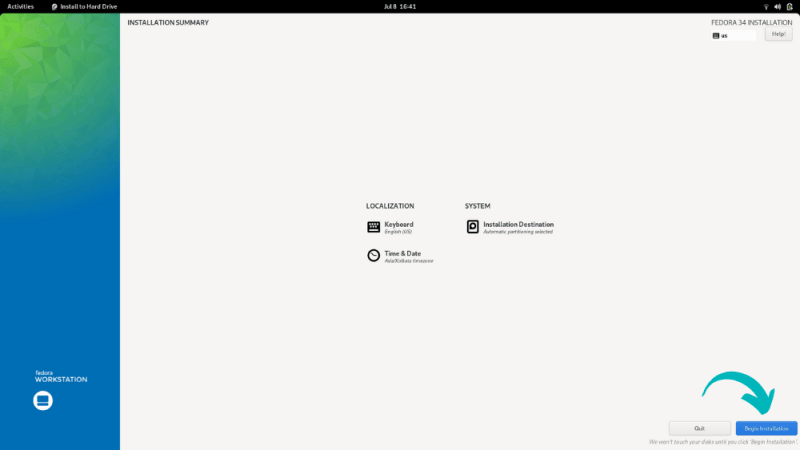 Activities
Install to Hard Drive
Jul 8 16:41
INSTALLATION SUMMARY
FEDORA 34 INSTALLATION
us
Help!
LOCALIZATION
Keyboard
English (US)
Time & Date
Asia/Kolkata timezone
SYSTEM
Installation Destination
Automatic partitioning selected
fedora
WORKSTATION
Quit
Begin Installation
We won't touch your disks until you click 'Begin Installation'.